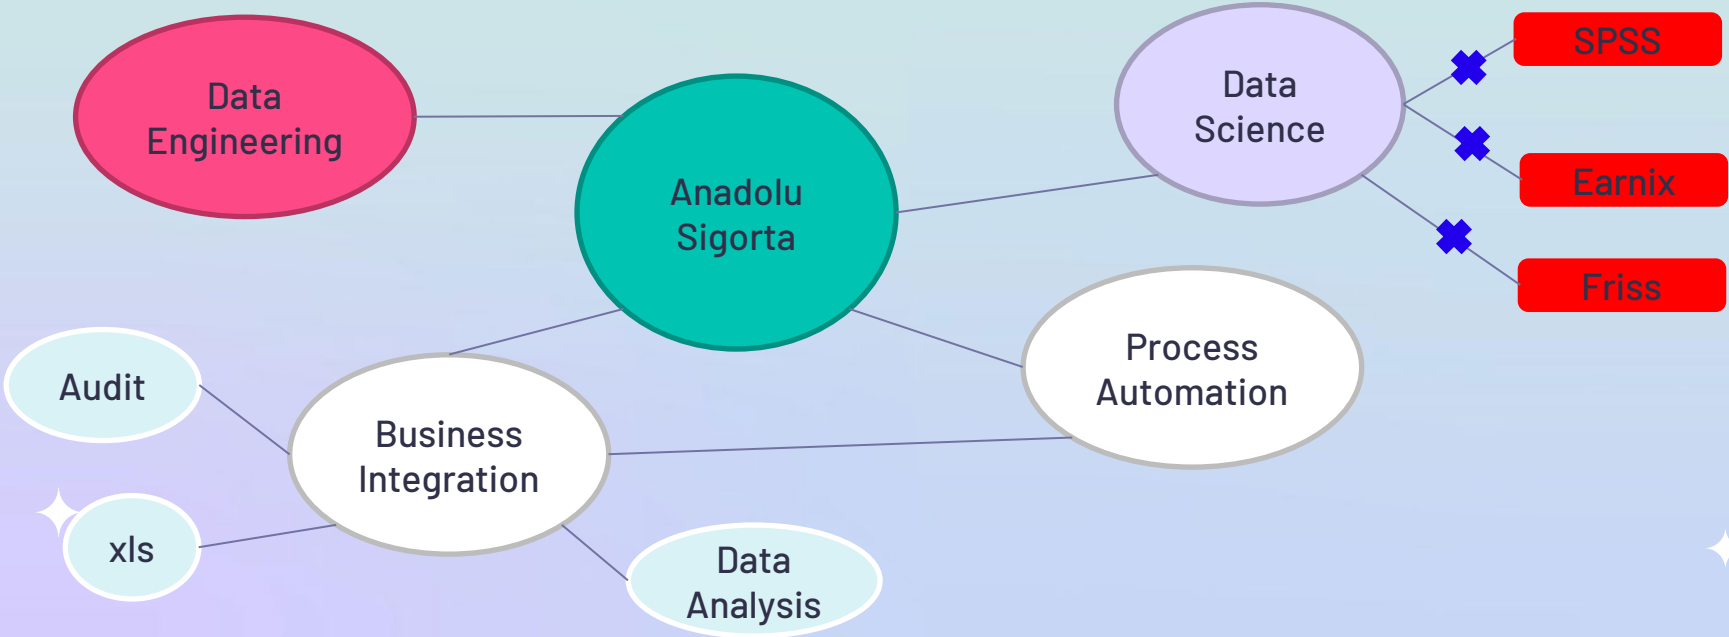 Data
Engineering
Anadolu
Sigorta
Data
Science
SPSS
Earnix
Friss
Process
Automation
Audit
Business
Integration
xls
Data
Analysis